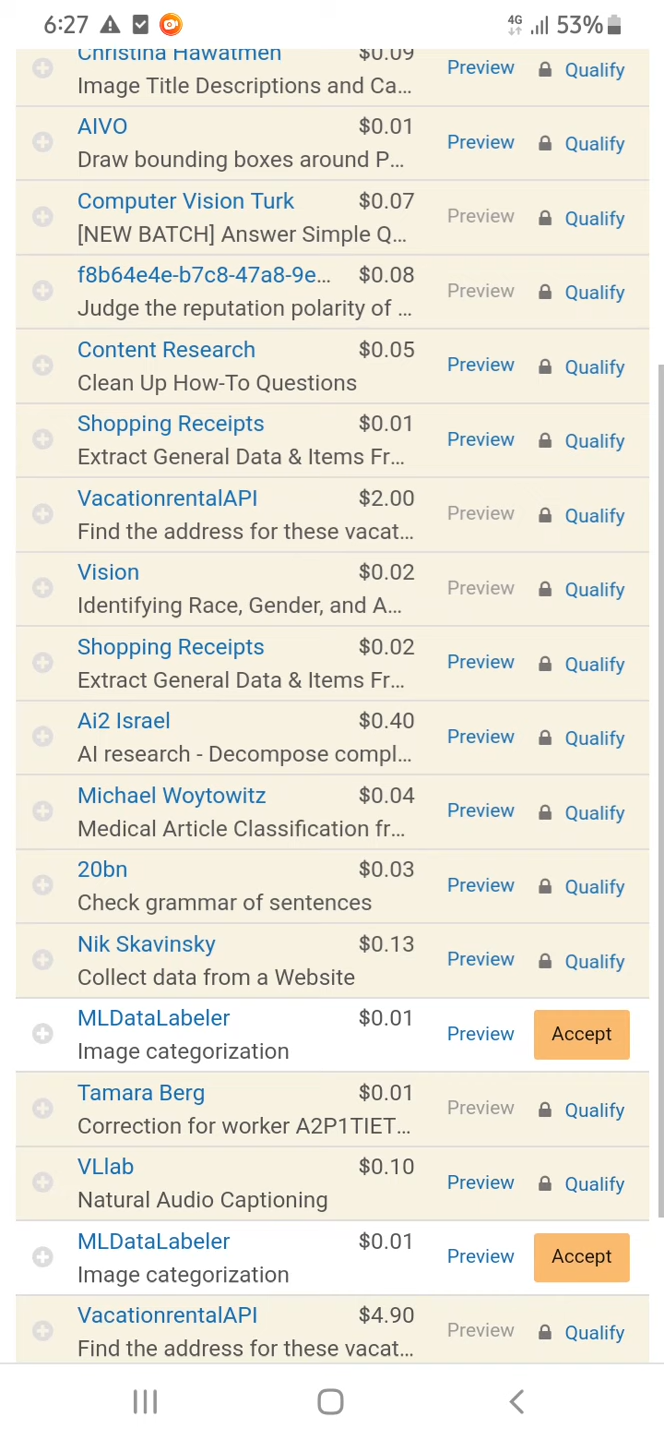 6:27 4G 53%
Christina Hawatmeh $0.09 Preview Qualify
Image Title Descriptions and Ca...
AIVO $0.01 Preview Qualify
Draw bounding boxes around P...
Computer Vision Turk $0.07 Preview Qualify
[NEW BATCH] Answer Simple Q...
f8b64e4e-b7c8-47a8-9e... $0.08 Preview Qualify
Judge the reputation polarity of ...
Content Research $0.05 Preview Qualify
Clean Up How-To Questions
Shopping Receipts $0.01 Preview Qualify
Extract General Data & Items Fr...
VacationrentalAPI $2.00 Preview Qualify
Find the address for these vacat...
Vision $0.02 Preview Qualify
Identifying Race, Gender, and A...
Shopping Receipts $0.02 Preview Qualify
Extract General Data & Items Fr...
Ai2 Israel $0.40 Preview Qualify
AI research - Decompose compl...
Michael Woytowitz $0.04 Preview Qualify
Medical Article Classification fr...
20bn $0.03 Preview Qualify
Check grammar of sentences
Nik Skavinsky $0.13 Preview Qualify
Collect data from a Website
MLDataLabeler $0.01 Preview Accept
Image categorization
Tamara Berg $0.01 Preview Qualify
Correction for worker A2P1TIET...
VLlab $0.10 Preview Qualify
Natural Audio Captioning
MLDataLabeler $0.01 Preview Accept
Image categorization
VacationrentalAPI $4.90 Preview Qualify
Find the address for these vacat...